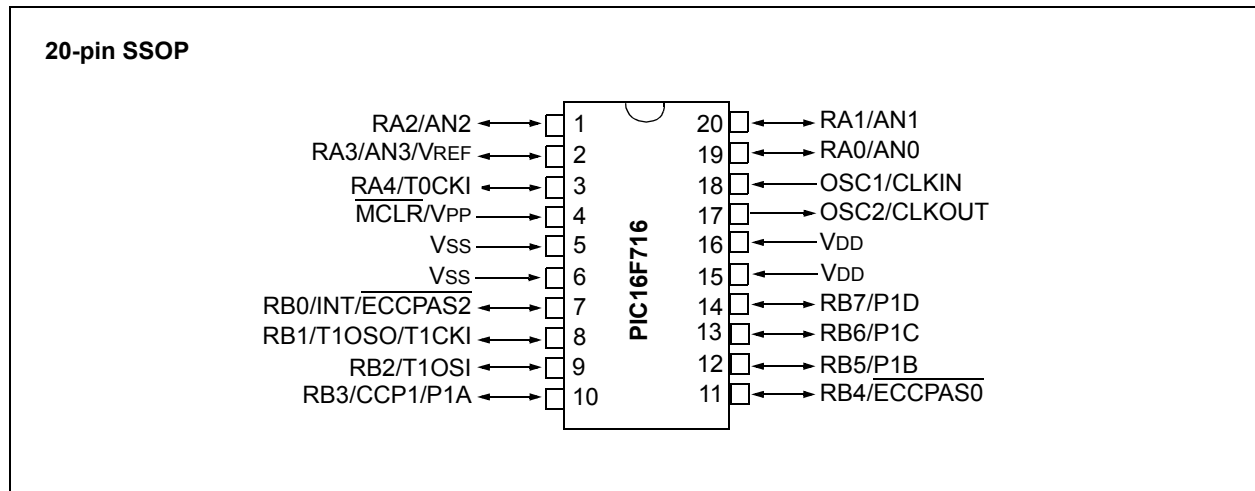 20-pin SSOP
RA2/AN2 1
RA3/AN3/VREF 2
RA4/T0CKI 3
MCLR/VPP 4
VSS 5
VSS 6
RB0/INT/ECCPAS2 7
RB1/T1OSO/T1CKI 8
RB2/T1OSI 9
RB3/CCP1/P1A 10
PIC16F716
20 RA1/AN1
19 RA0/AN0
18 OSC1/CLKIN
17 OSC2/CLKOUT
16 VDD
15 VDD
14 RB7/P1D
13 RB6/P1C
12 RB5/P1B
11 RB4/ECCPAS0